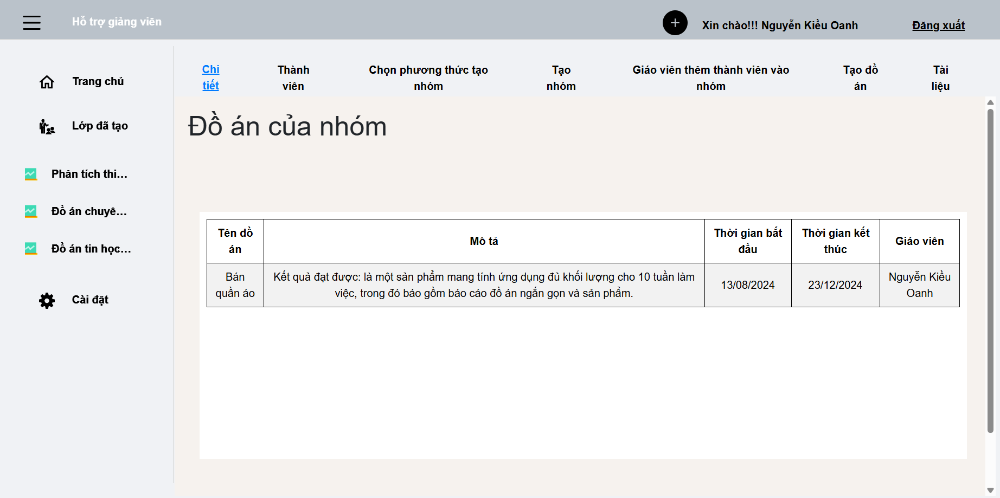 Hỗ trợ giảng viên
Xin chào!!! Nguyễn Kiều Oanh
Đăng xuất
Trang chủ
Lớp đã tạo
Phân tích thi...
Đồ án chuyê...
Đồ án tin học...
Cài đặt
Chi
tiết
Thành
viên
Chọn phương thức tạo
nhóm
Tạo
nhóm
Giáo viên thêm thành viên vào
nhóm
Tạo đồ
án
Tài
liệu
Đồ án của nhóm
Tên đồ
án
Mô tả
Thời gian bắt
đầu
Thời gian kết
thúc
Giáo viên
Bán
quần áo
Kết quả đạt được: là một sản phẩm mang tính ứng dụng đủ khối lượng cho 10 tuần làm
việc, trong đó báo gồm báo cáo đồ án ngắn gọn và sản phẩm.
13/08/2024
23/12/2024
Nguyễn Kiều
Oanh